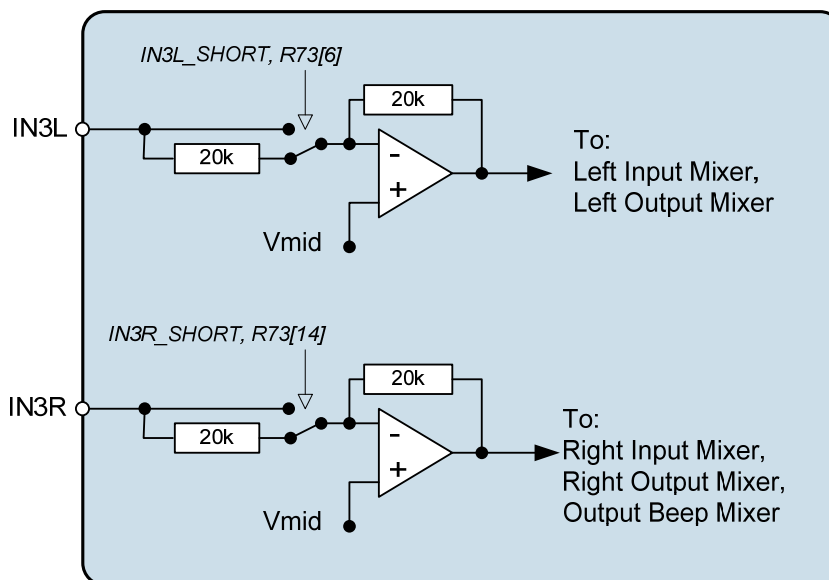 IN3L_SHORT, R73[6]
20k
IN3L
20k
-
+
To:
Left Input Mixer,
Left Output Mixer
Vmid
IN3R_SHORT, R73[14]
20k
IN3R
20k
-
+
To:
Right Input Mixer,
Right Output Mixer,
Output Beep Mixer
Vmid